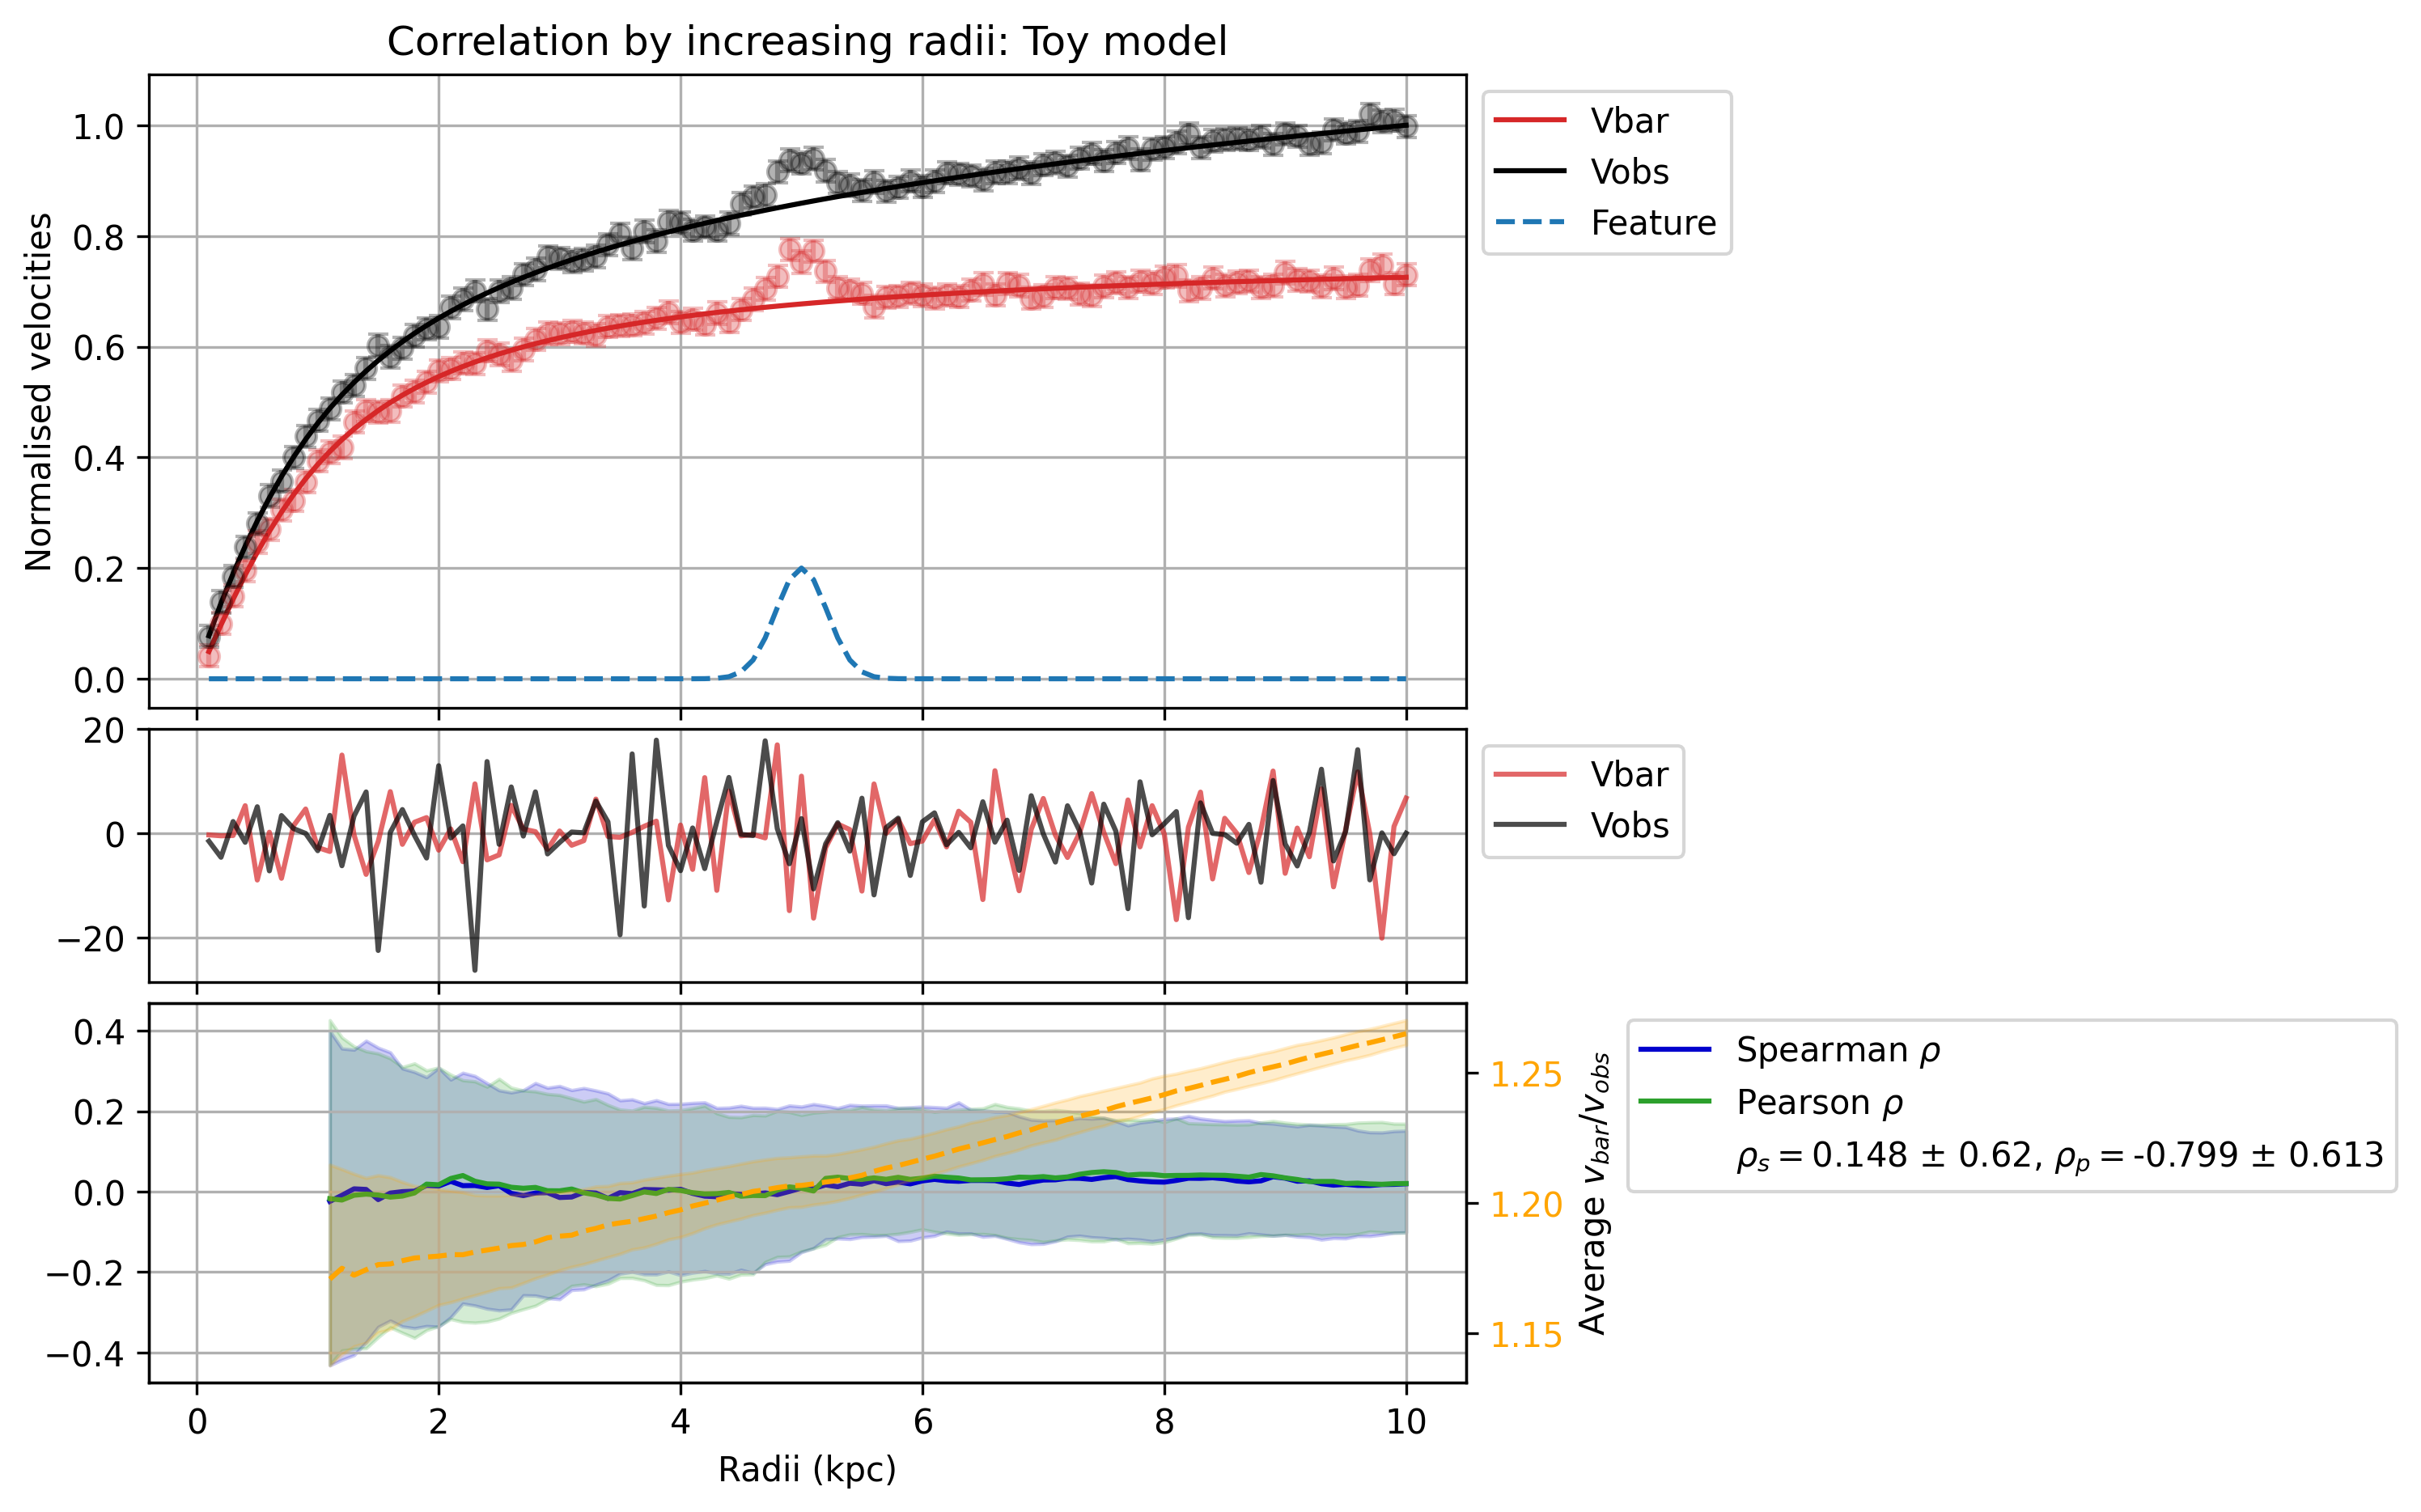 Correlation by increasing radii: Toy model
Normalised velocities
1.0
0.8
0.6
0.4
0.2
0.0
Vbar
Vobs
Feature
20
0
−20
Vbar
Vobs
0.4
0.2
0.0
−0.2
−0.4
1.25
1.20
1.15
Average v_bar/v_obs
Spearman ρ
Pearson ρ
ρ_s = 0.148 ± 0.62, ρ_p = -0.799 ± 0.613
0 2 4 6 8 10
Radii (kpc)